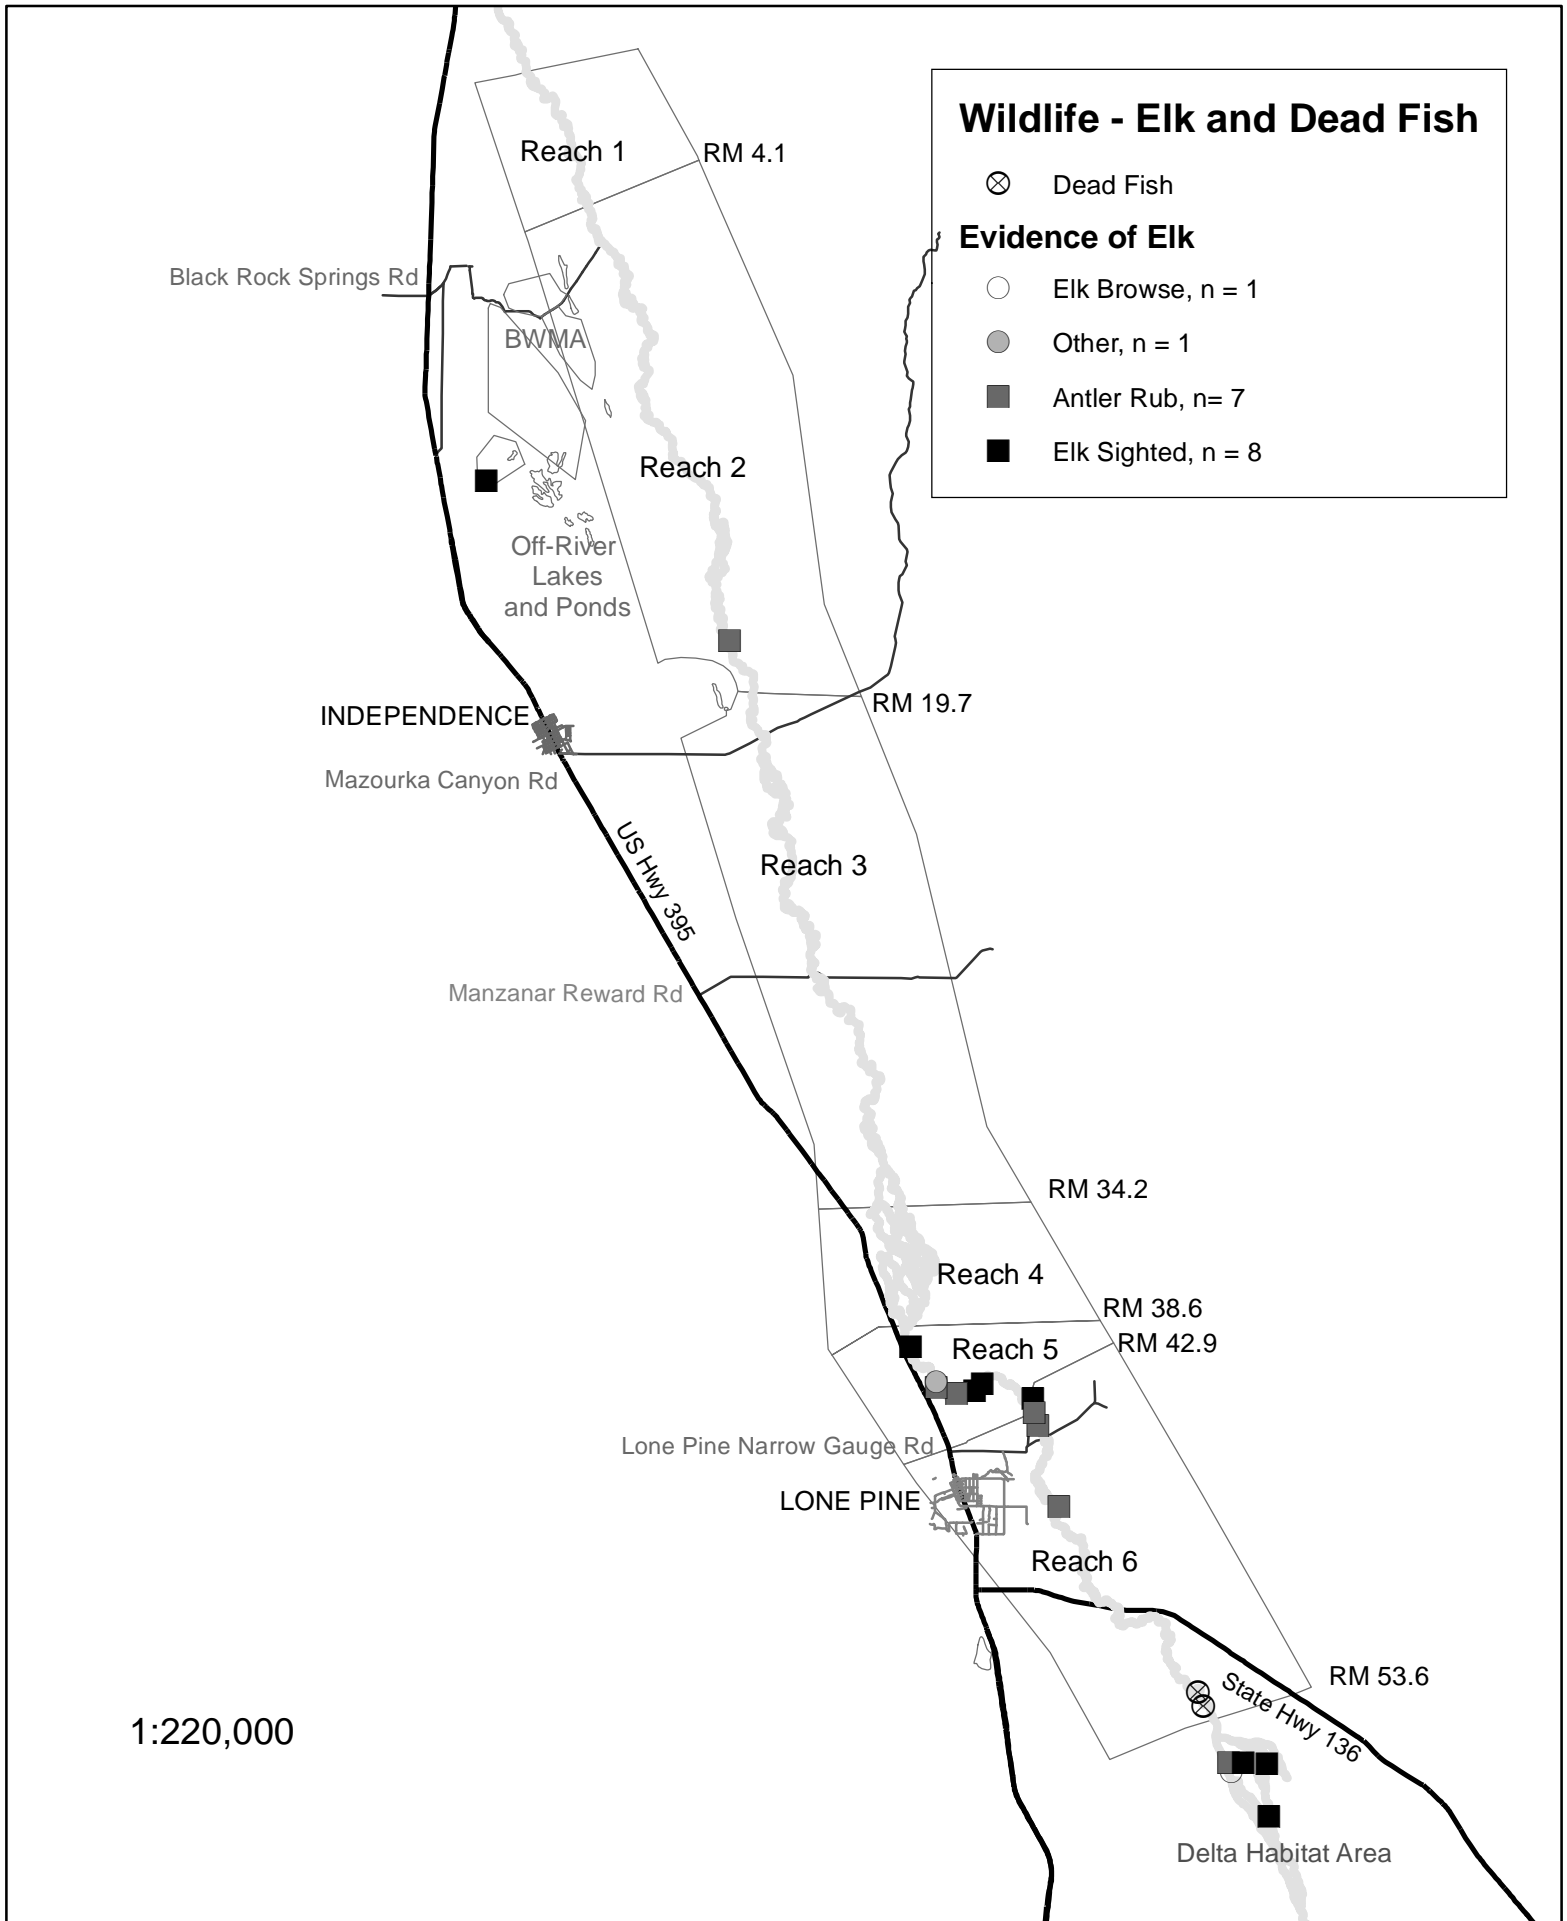 Wildlife - Elk and Dead Fish
Dead Fish
Evidence of Elk
Elk Browse, n = 1
Other, n = 1
Antler Rub, n= 7
Elk Sighted, n = 8
Reach 1
RM 4.1
Black Rock Springs Rd
BWMA
Reach 2
Off-River
Lakes
and Ponds
RM 19.7
INDEPENDENCE
Mazourka Canyon Rd
US Hwy 395
Reach 3
Manzanar Reward Rd
RM 34.2
Reach 4
RM 38.6
RM 42.9
Reach 5
Lone Pine Narrow Gauge Rd
LONE PINE
Reach 6
RM 53.6
State Hwy 136
1:220,000
Delta Habitat Area